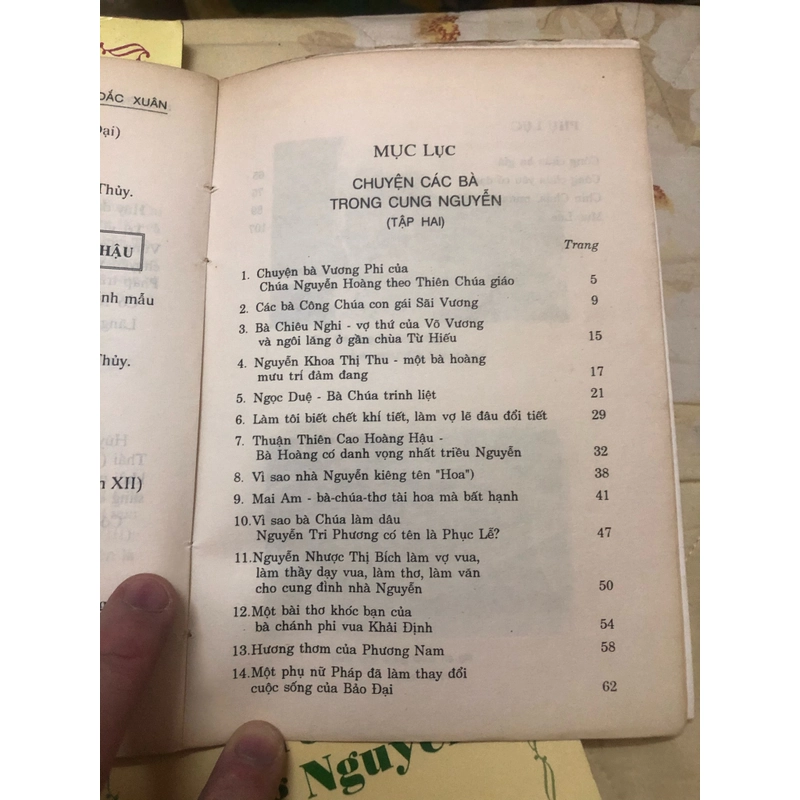 ĐẮC XUÂN
Đại)
Thủy.
HẬU
nh mẫu
Thủy.
n XII)
MỤC LỤC
CHUYỆN CÁC BÀ
TRONG CUNG NGUYỄN
(TẬP HAI)
Trang
1. Chuyện bà Vương Phi của
Chúa Nguyễn Hoàng theo Thiên Chúa giáo 5
2. Các bà Công Chúa con gái Sãi Vương 9
3. Bà Chiêu Nghi - vợ thứ của Võ Vương
và ngôi lăng ở gần chùa Từ Hiếu 15
4. Nguyễn Khoa Thị Thu - một bà hoàng
mưu trí đảm đang 17
5. Ngọc Duệ - Bà Chúa trinh liệt 21
6. Làm tôi biết chết khí tiết, làm vợ lẽ đâu đổi tiết 29
7. Thuận Thiên Cao Hoàng Hậu -
Bà Hoàng có danh vọng nhất triều Nguyễn 32
8. Vì sao nhà Nguyễn kiêng tên "Hoa") 38
9. Mai Am - bà-chúa-thơ tài hoa mà bất hạnh 41
10.Vì sao bà Chúa làm dâu
Nguyễn Tri Phương có tên là Phục Lễ? 47
11.Nguyễn Nhược Thị Bích làm vợ vua,
làm thầy dạy vua, làm thơ, làm văn
cho cung đình nhà Nguyễn 50
12.Một bài thơ khốc bạn của
bà chánh phi vua Khải Định 54
13.Hương thơm của Phương Nam 58
14.Một phụ nữ Pháp đã làm thay đổi
cuộc sống của Bảo Đại 62